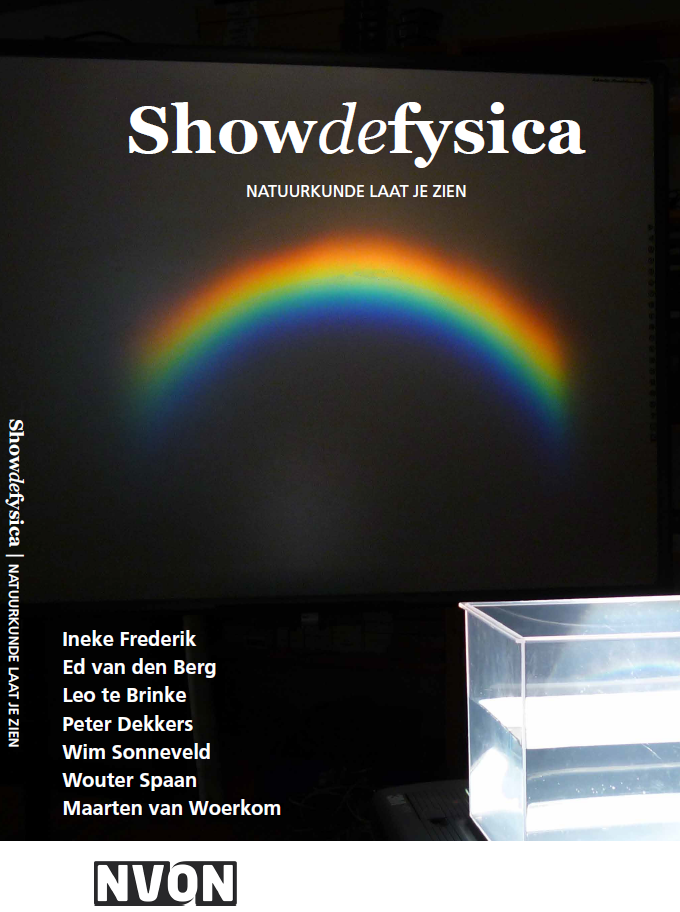 Showdefysica
NATUURKUNDE LAAT JE ZIEN
Showdefysica | NATUURKUNDE LAAT JE ZIEN
Ineke Frederik
Ed van den Berg
Leo te Brinke
Peter Dekkers
Wim Sonneveld
Wouter Spaan
Maarten van Woerkom
NVON